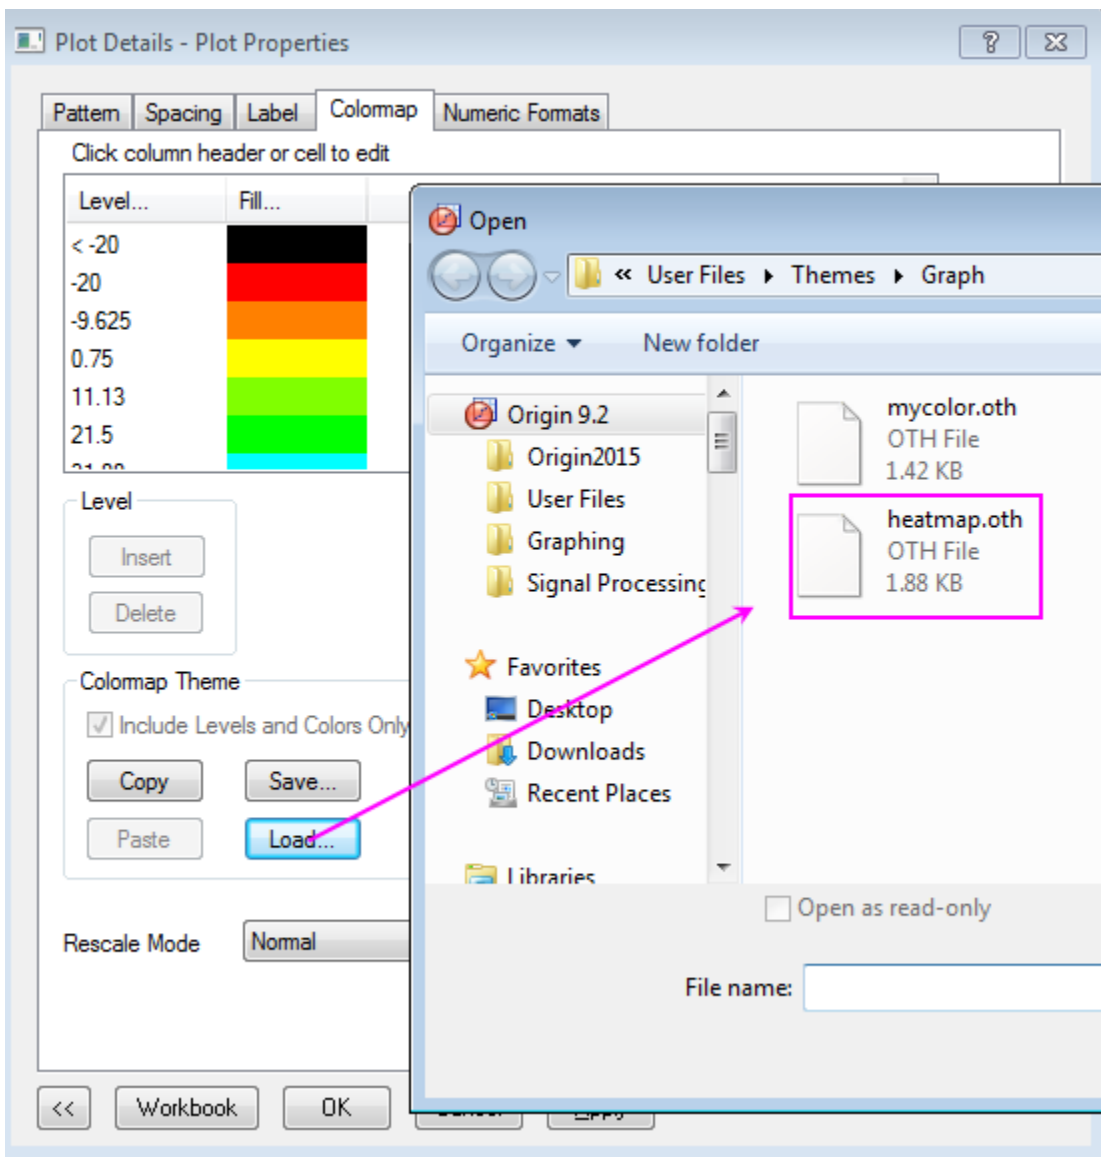 Plot Details - Plot Properties
Pattern Spacing Label Colormap Numeric Formats
Click column header or cell to edit
Level... Fill...
< -20
-20
-9.625
0.75
11.13
21.5
Level
Insert
Delete
Colormap Theme
Include Levels and Colors Only
Copy Save...
Paste Load...
Rescale Mode Normal
<< Workbook OK
Open
« User Files Themes Graph
Organize New folder
Origin 9.2
Origin2015
User Files
Graphing
Signal Processing
Favorites
Desktop
Downloads
Recent Places
Libraries
mycolor.oth
OTH File
1.42 KB
heatmap.oth
OTH File
1.88 KB
Open as read-only
File name: